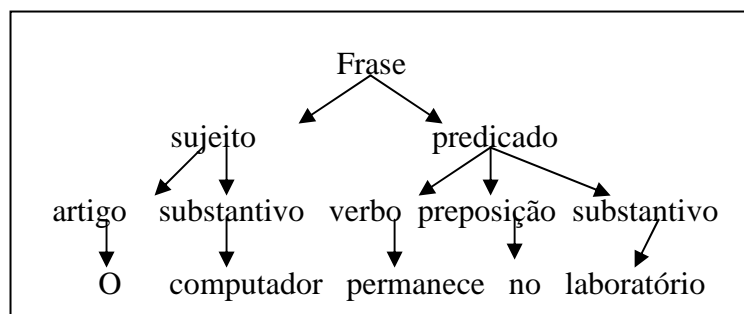 Frase
sujeito predicado
artigo substantivo verbo preposição substantivo
O computador permanece no laboratório